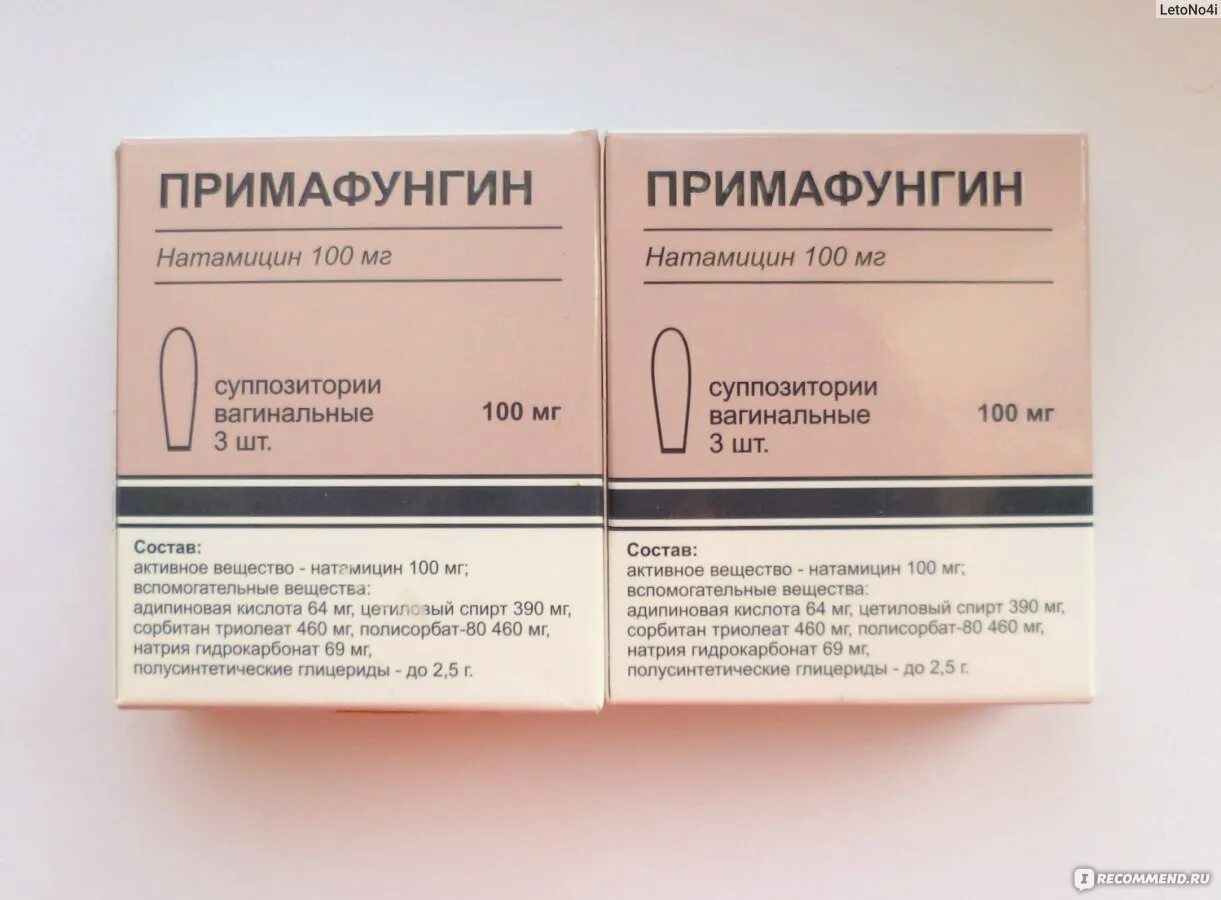 LetoNo4i
ПРИМАФУНГИН
Натамицин 100 мг
суппозитории
вагинальные
3 шт.
100 мг
Состав:
активное вещество - натамицин 100 мг;
вспомогательные вещества:
адипиновая кислота 64 мг, цетиловый спирт 390 мг,
сорбитан триолеат 460 мг, полисорбат-80 460 мг,
натрия гидрокарбонат 69 мг,
полусинтетические глицериды - до 2,5 г.
ПРИМАФУНГИН
Натамицин 100 мг
суппозитории
вагинальные
3 шт.
100 мг
Состав:
активное вещество - натамицин 100 мг;
вспомогательные вещества:
адипиновая кислота 64 мг, цетиловый спирт 390 мг,
сорбитан триолеат 460 мг, полисорбат-80 460 мг,
натрия гидрокарбонат 69 мг,
полусинтетические глицериды - до 2,5 г.
IRECOMMEND.RU